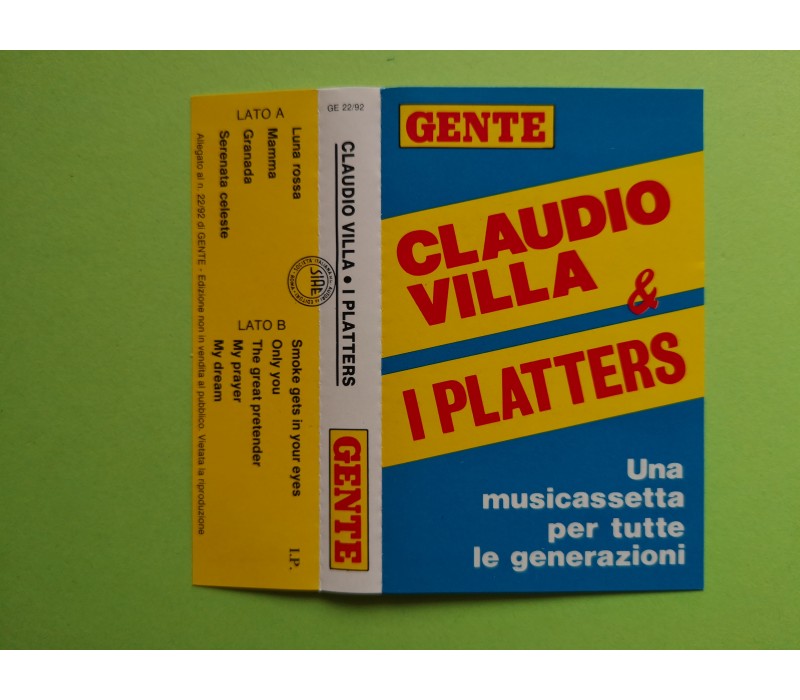 GENTE
CLAUDIO
VILLA
&
I PLATTERS
Una
musicassetta
per tutte
le generazioni
GE 22/92
CLAUDIO VILLA • I PLATTERS
GENTE
LATO A
Luna rossa
Mamma
Granada
Serenata celeste
SIAE
LATO B
Smoke gets in your eyes
Only you
The great pretender
My prayer
My dream
I.P.
Allegato al n. 22/92 di GENTE - Edizione non in vendita al pubblico. Vietata la riproduzione